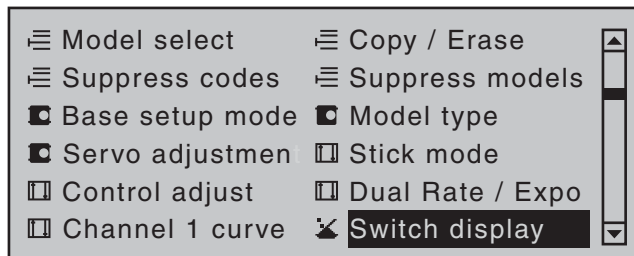 Model select
Copy / Erase
Suppress codes
Suppress models
Base setup mode
Model type
Servo adjustment
Stick mode
Control adjust
Dual Rate / Expo
Channel 1 curve
Switch display